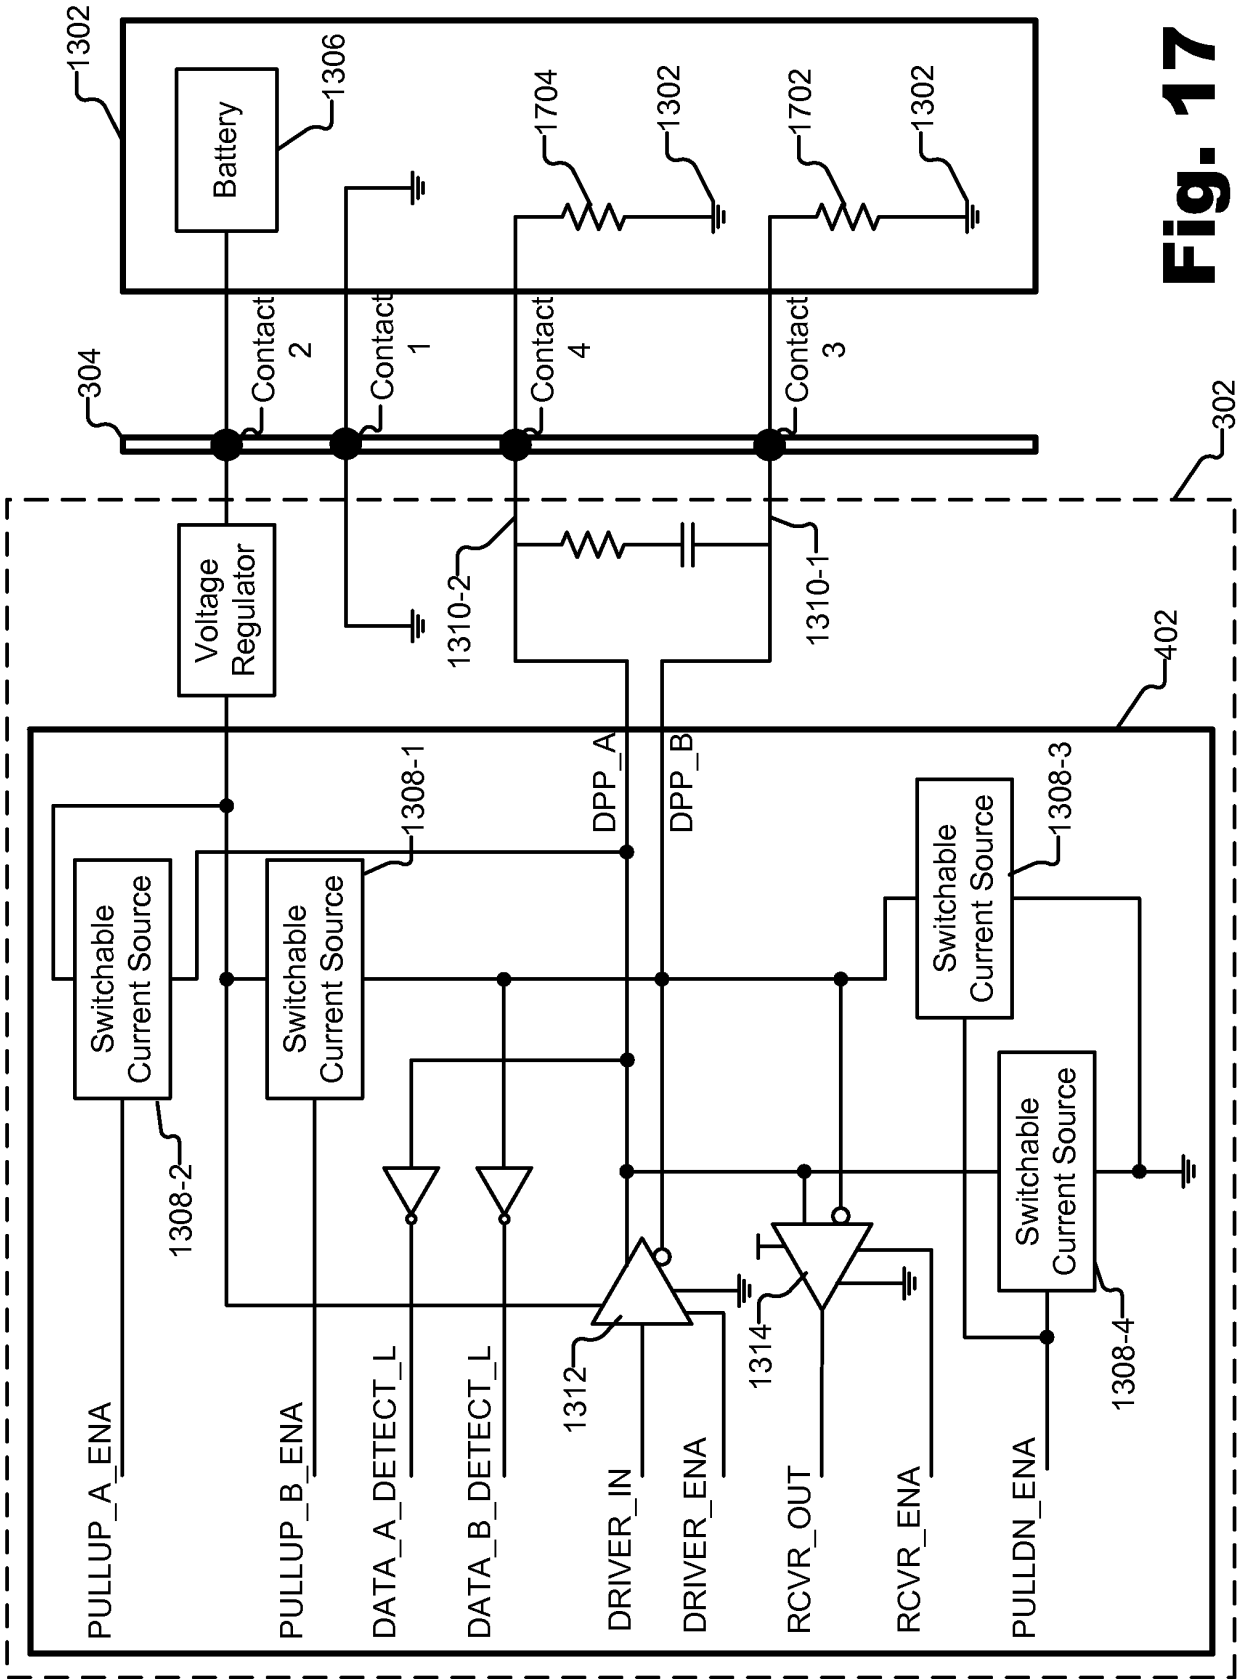 1302
Battery
1306
1704
1302
1702
1302
Fig. 17
304
Contact
2
Contact
1
Contact
4
Contact
3
302
Voltage
Regulator
1310-2
1310-1
402
DPP_A
DPP_B
Switchable
Current Source
1308-2
Switchable
Current Source
1308-1
Switchable
Current Source
1308-3
Switchable
Current Source
1308-4
1312
1314
PULLUP_A_ENA
PULLUP_B_ENA
DATA_A_DETECT_L
DATA_B_DETECT_L
DRIVER_IN
DRIVER_ENA
RCVR_OUT
RCVR_ENA
PULLDN_ENA